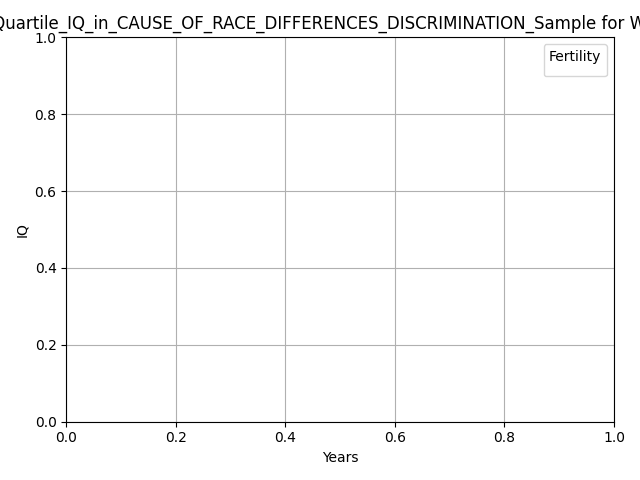 Quartile_IQ_in_CAUSE_OF_RACE_DIFFERENCES_DISCRIMINATION_Sample for W
Fertility
1.0
0.8
0.6
0.4
0.2
0.0
IQ
0.0 0.2 0.4 0.6 0.8 1.0
Years